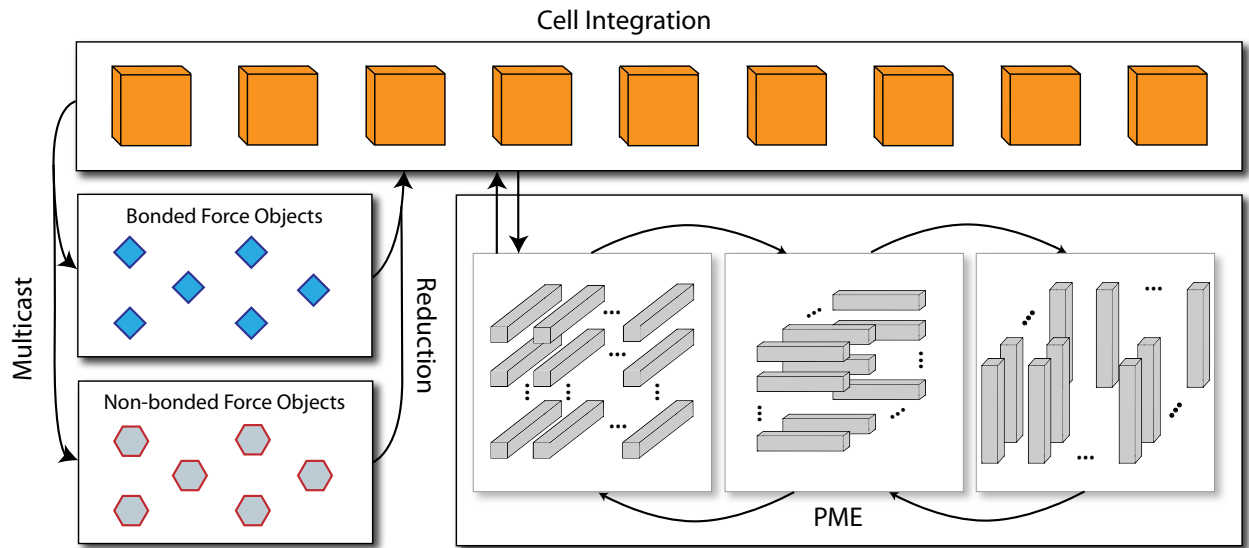 Cell Integration
Bonded Force Objects
Multicast
Reduction
Non-bonded Force Objects
PME